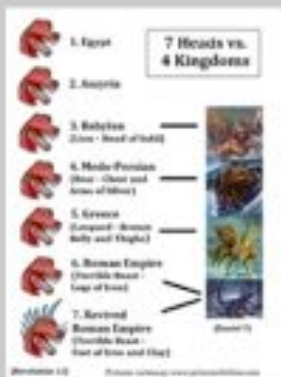 7 Heads vs.
4 Kingdoms
1. Egypt
2. Assyria
3. Babylon
(Lion - Head of Gold)
4. Medo-Persian
(Bear - Chest and
Arms of Silver)
5. Greece
(Leopard - Bronze
Belly and Thighs)
6. Roman Empire
(Terrible Beast -
Legs of Iron)
7. Revived
Roman Empire
(Terrible Beast -
Feet of Iron and Clay)
(Daniel 7)